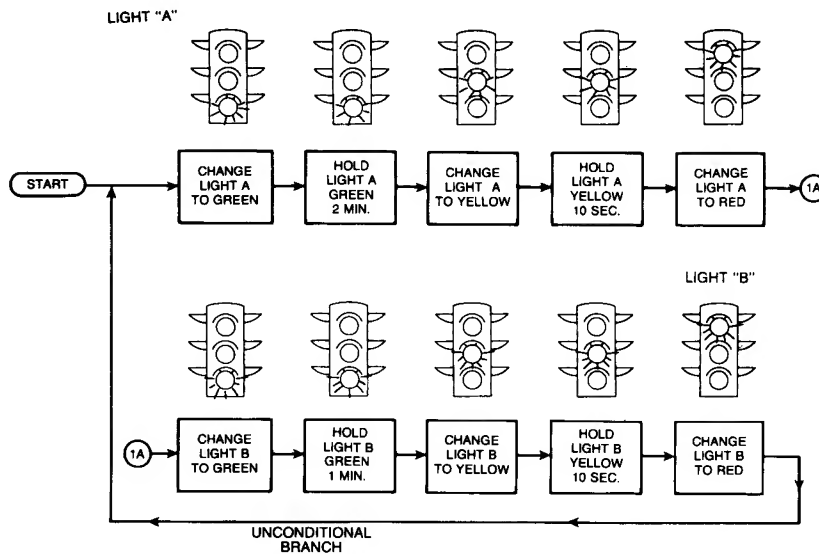 LIGHT "A"
START
CHANGE
LIGHT A
TO GREEN
HOLD
LIGHT A
GREEN
2 MIN.
CHANGE
LIGHT A
TO YELLOW
HOLD
LIGHT A
YELLOW
10 SEC.
CHANGE
LIGHT A
TO RED
1A
LIGHT "B"
1A
CHANGE
LIGHT B
TO GREEN
HOLD
LIGHT B
GREEN
1 MIN.
CHANGE
LIGHT B
TO YELLOW
HOLD
LIGHT B
YELLOW
10 SEC.
CHANGE
LIGHT B
TO RED
UNCONDITIONAL
BRANCH